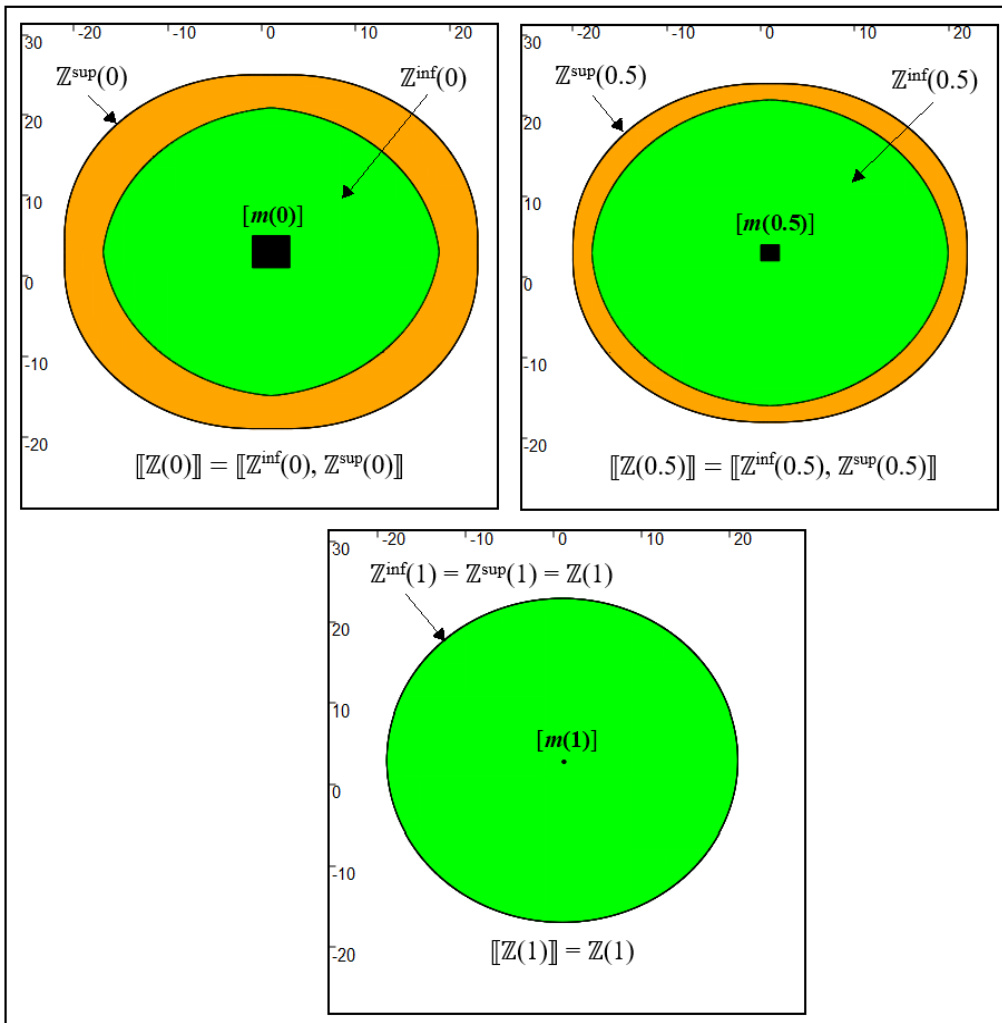 -20 -10 0 10 20
30
20
10
0
-10
-20
ℤsup(0)
ℤinf(0)
[m(0)]
⟦ℤ(0)⟧ = ⟦ℤinf(0), ℤsup(0)⟧
-20 -10 0 10 20
30
20
10
0
-10
-20
ℤsup(0.5)
ℤinf(0.5)
[m(0.5)]
⟦ℤ(0.5)⟧ = ⟦ℤinf(0.5), ℤsup(0.5)⟧
-20 -10 0 10 20
30
20
10
0
-10
-20
ℤinf(1) = ℤsup(1) = ℤ(1)
[m(1)]
⟦ℤ(1)⟧ = ℤ(1)